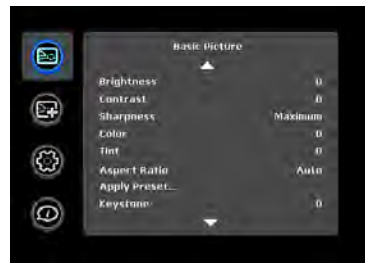 Basic Picture
Brightness 0
Contrast 0
Sharpness Maximum
Color 0
Tint 0
Aspect Ratio Auto
Apply Preset...
Keystone 0